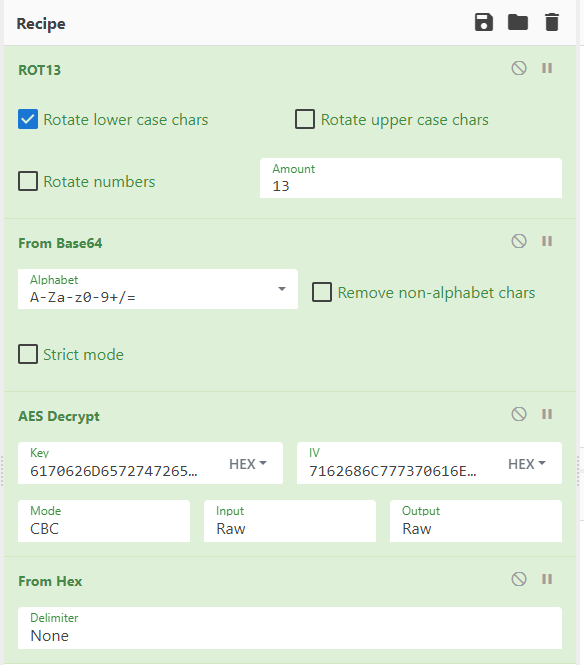 Recipe
ROT13
Rotate lower case chars
Rotate upper case chars
Rotate numbers
Amount
13
From Base64
Alphabet
A-Za-z0-9+/=
Remove non-alphabet chars
Strict mode
AES Decrypt
Key
6170626D6572747265…
HEX
IV
7162686C777370616E…
HEX
Mode
CBC
Input
Raw
Output
Raw
From Hex
Delimiter
None